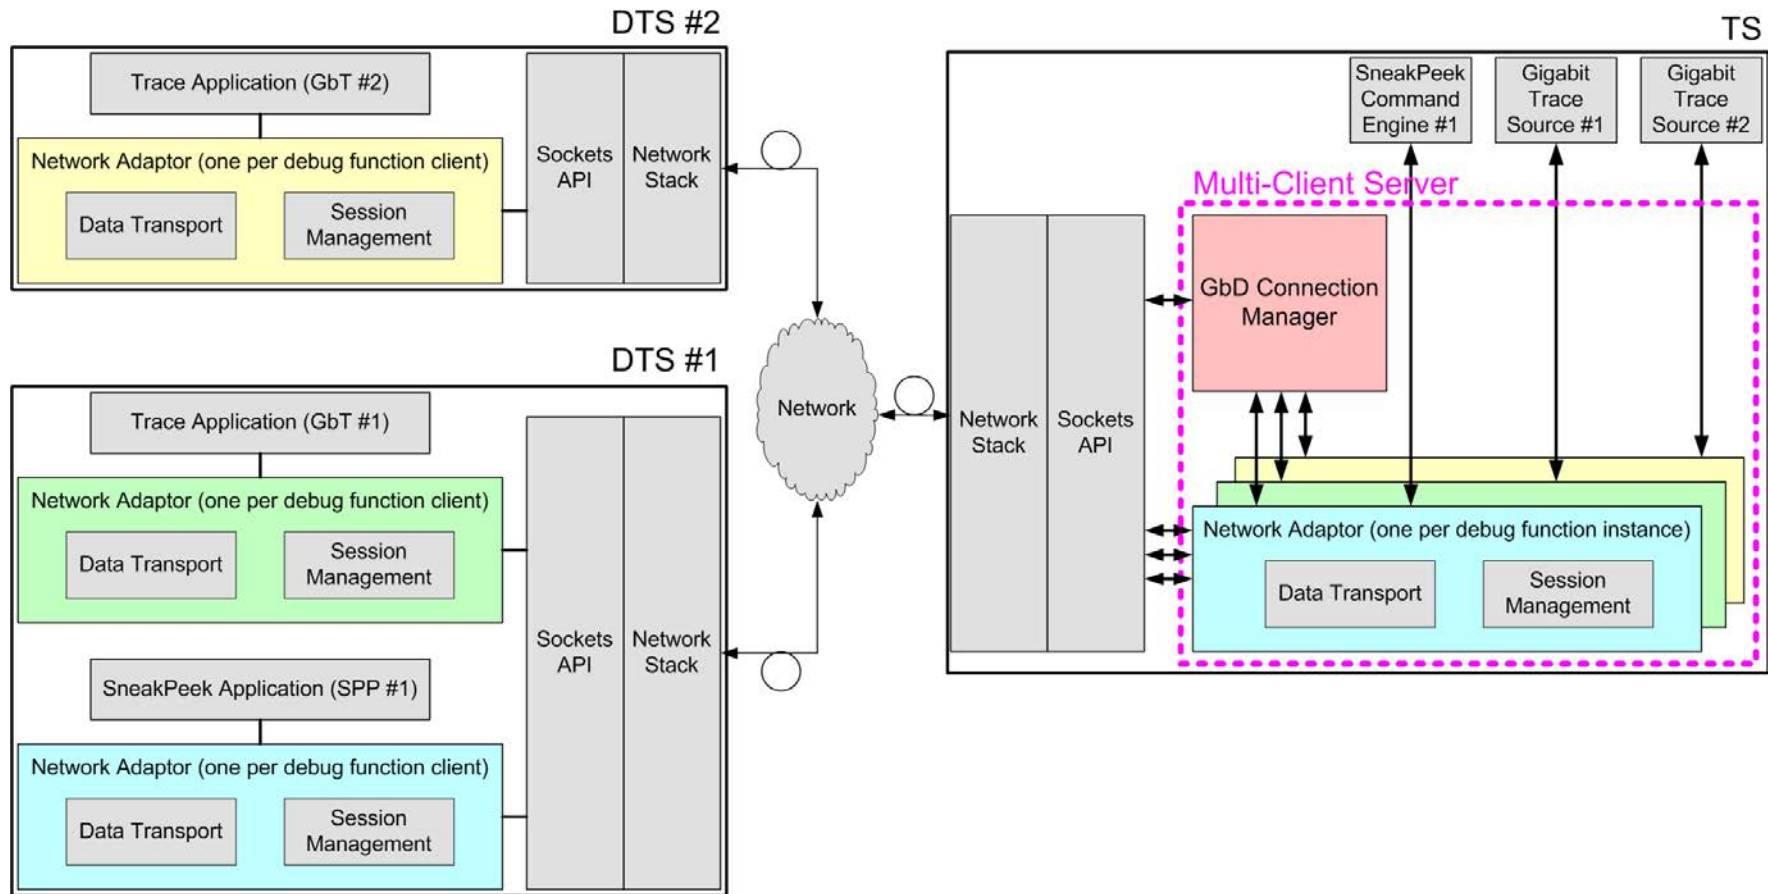 DTS #2
Trace Application (GbT #2)
Network Adaptor (one per debug function client)
Data Transport
Session
Management
Sockets
API
Network
Stack
DTS #1
Trace Application (GbT #1)
Network Adaptor (one per debug function client)
Data Transport
Session
Management
SneakPeek Application (SPP #1)
Network Adaptor (one per debug function client)
Data Transport
Session
Management
Sockets
API
Network
Stack
Network
TS
SneakPeek
Command
Engine #1
Gigabit
Trace
Source #1
Gigabit
Trace
Source #2
Multi-Client Server
Network
Stack
Sockets
API
GbD Connection
Manager
Network Adaptor (one per debug function instance)
Data Transport
Session
Management